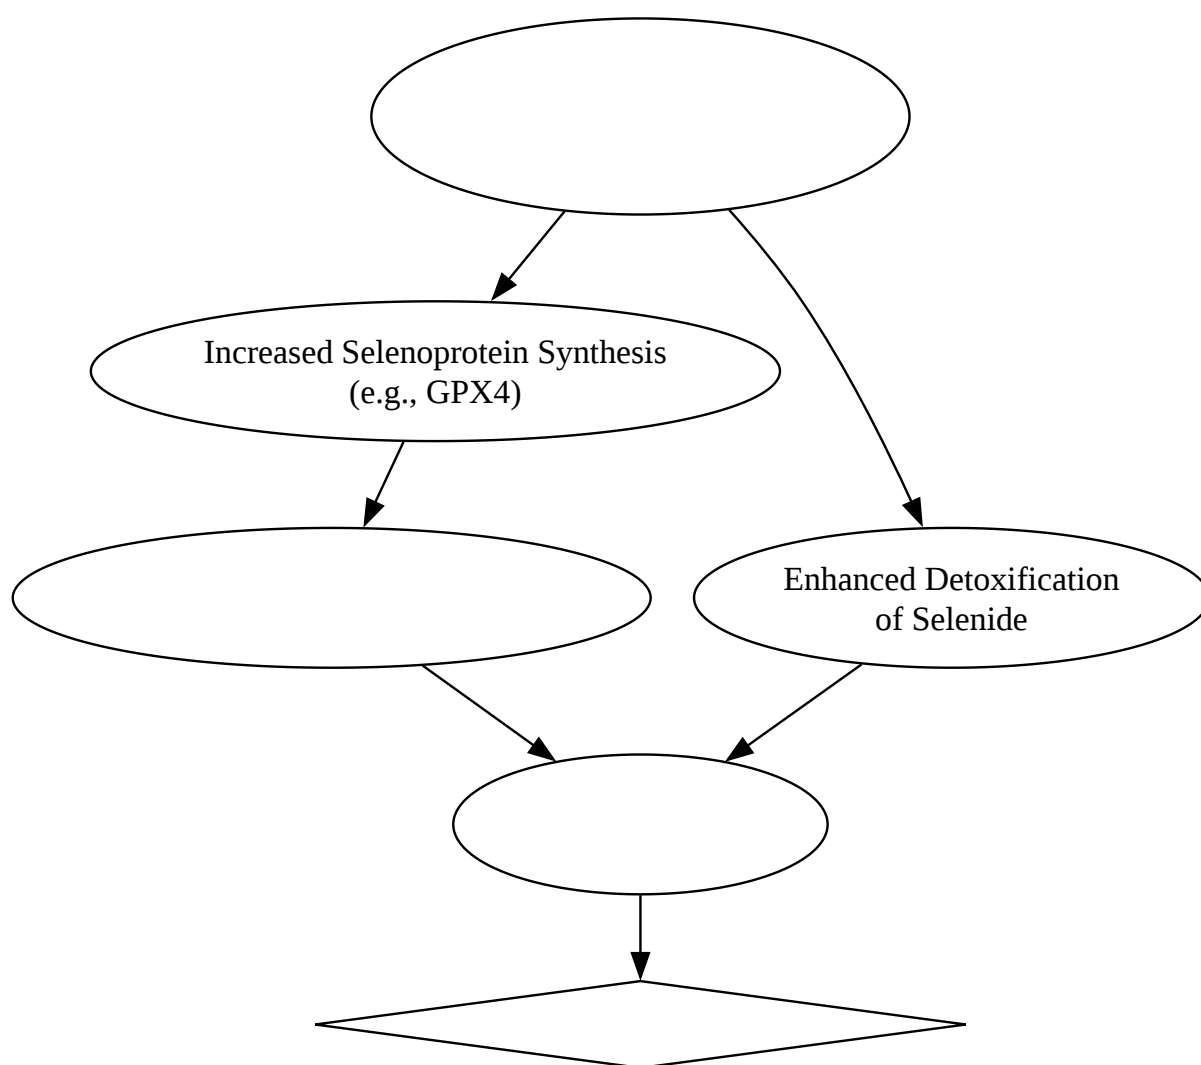 Increased Selenoprotein Synthesis
(e.g., GPX4)
Enhanced Detoxification
of Selenide